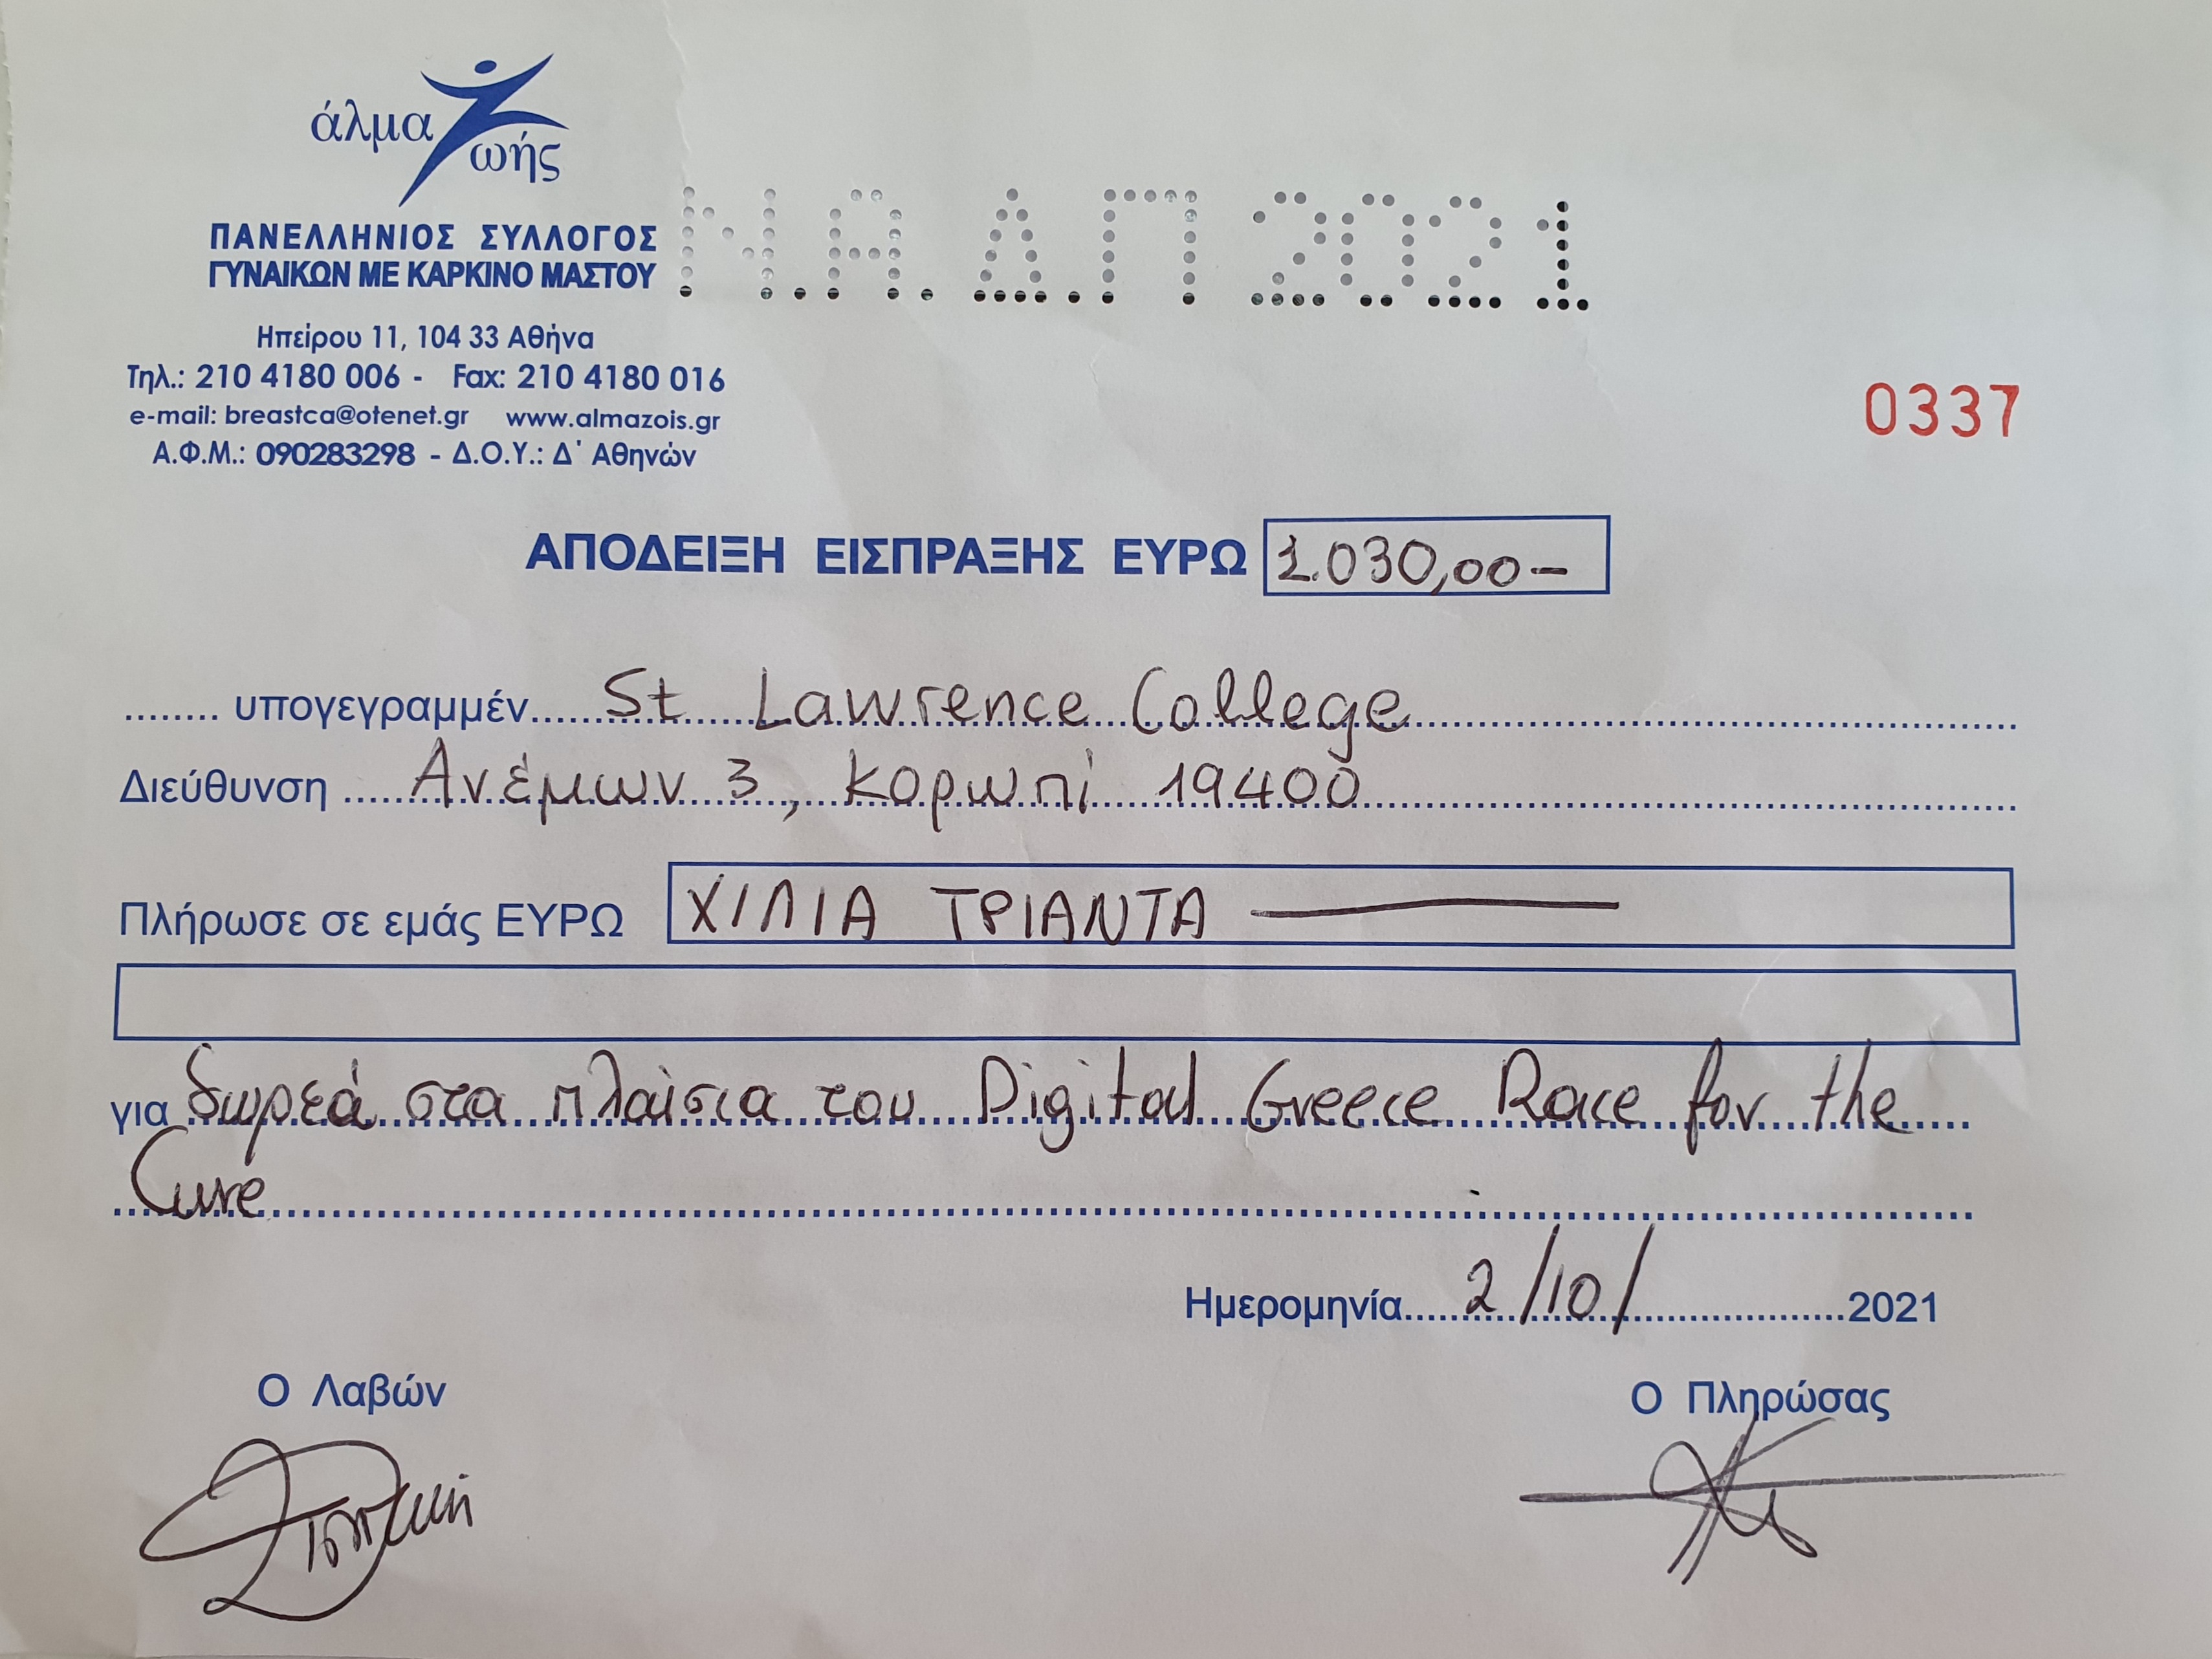 άλμα Ζωής
ΠΑΝΕΛΛΗΝΙΟΣ ΣΥΛΛΟΓΟΣ
ΓΥΝΑΙΚΩΝ ΜΕ ΚΑΡΚΙΝΟ ΜΑΣΤΟΥ
Ν.Α.Δ.Π 2021
Ηπείρου 11, 104 33 Αθήνα
Τηλ.: 210 4180 006 - Fax: 210 4180 016
e-mail: breastca@otenet.gr www.almazois.gr
Α.Φ.Μ.: 090283298 - Δ.Ο.Υ.: Δ' Αθηνών
0337
ΑΠΟΔΕΙΞΗ ΕΙΣΠΡΑΞΗΣ ΕΥΡΩ 1.030,00-
........ υπογεγραμμέν..... St Lawrence College
Διεύθυνση ..... Ανέμων 3, Κορωπί 19400
Πλήρωσε σε εμάς ΕΥΡΩ ΧΙΛΙΑ ΤΡΙΑΝΤΑ —
για δωρεά στα πλαίσια του Digital Greece Race for the
Cure
Ημερομηνία..... 2/10/ ..... 2021
Ο Λαβών Ο Πληρώσας